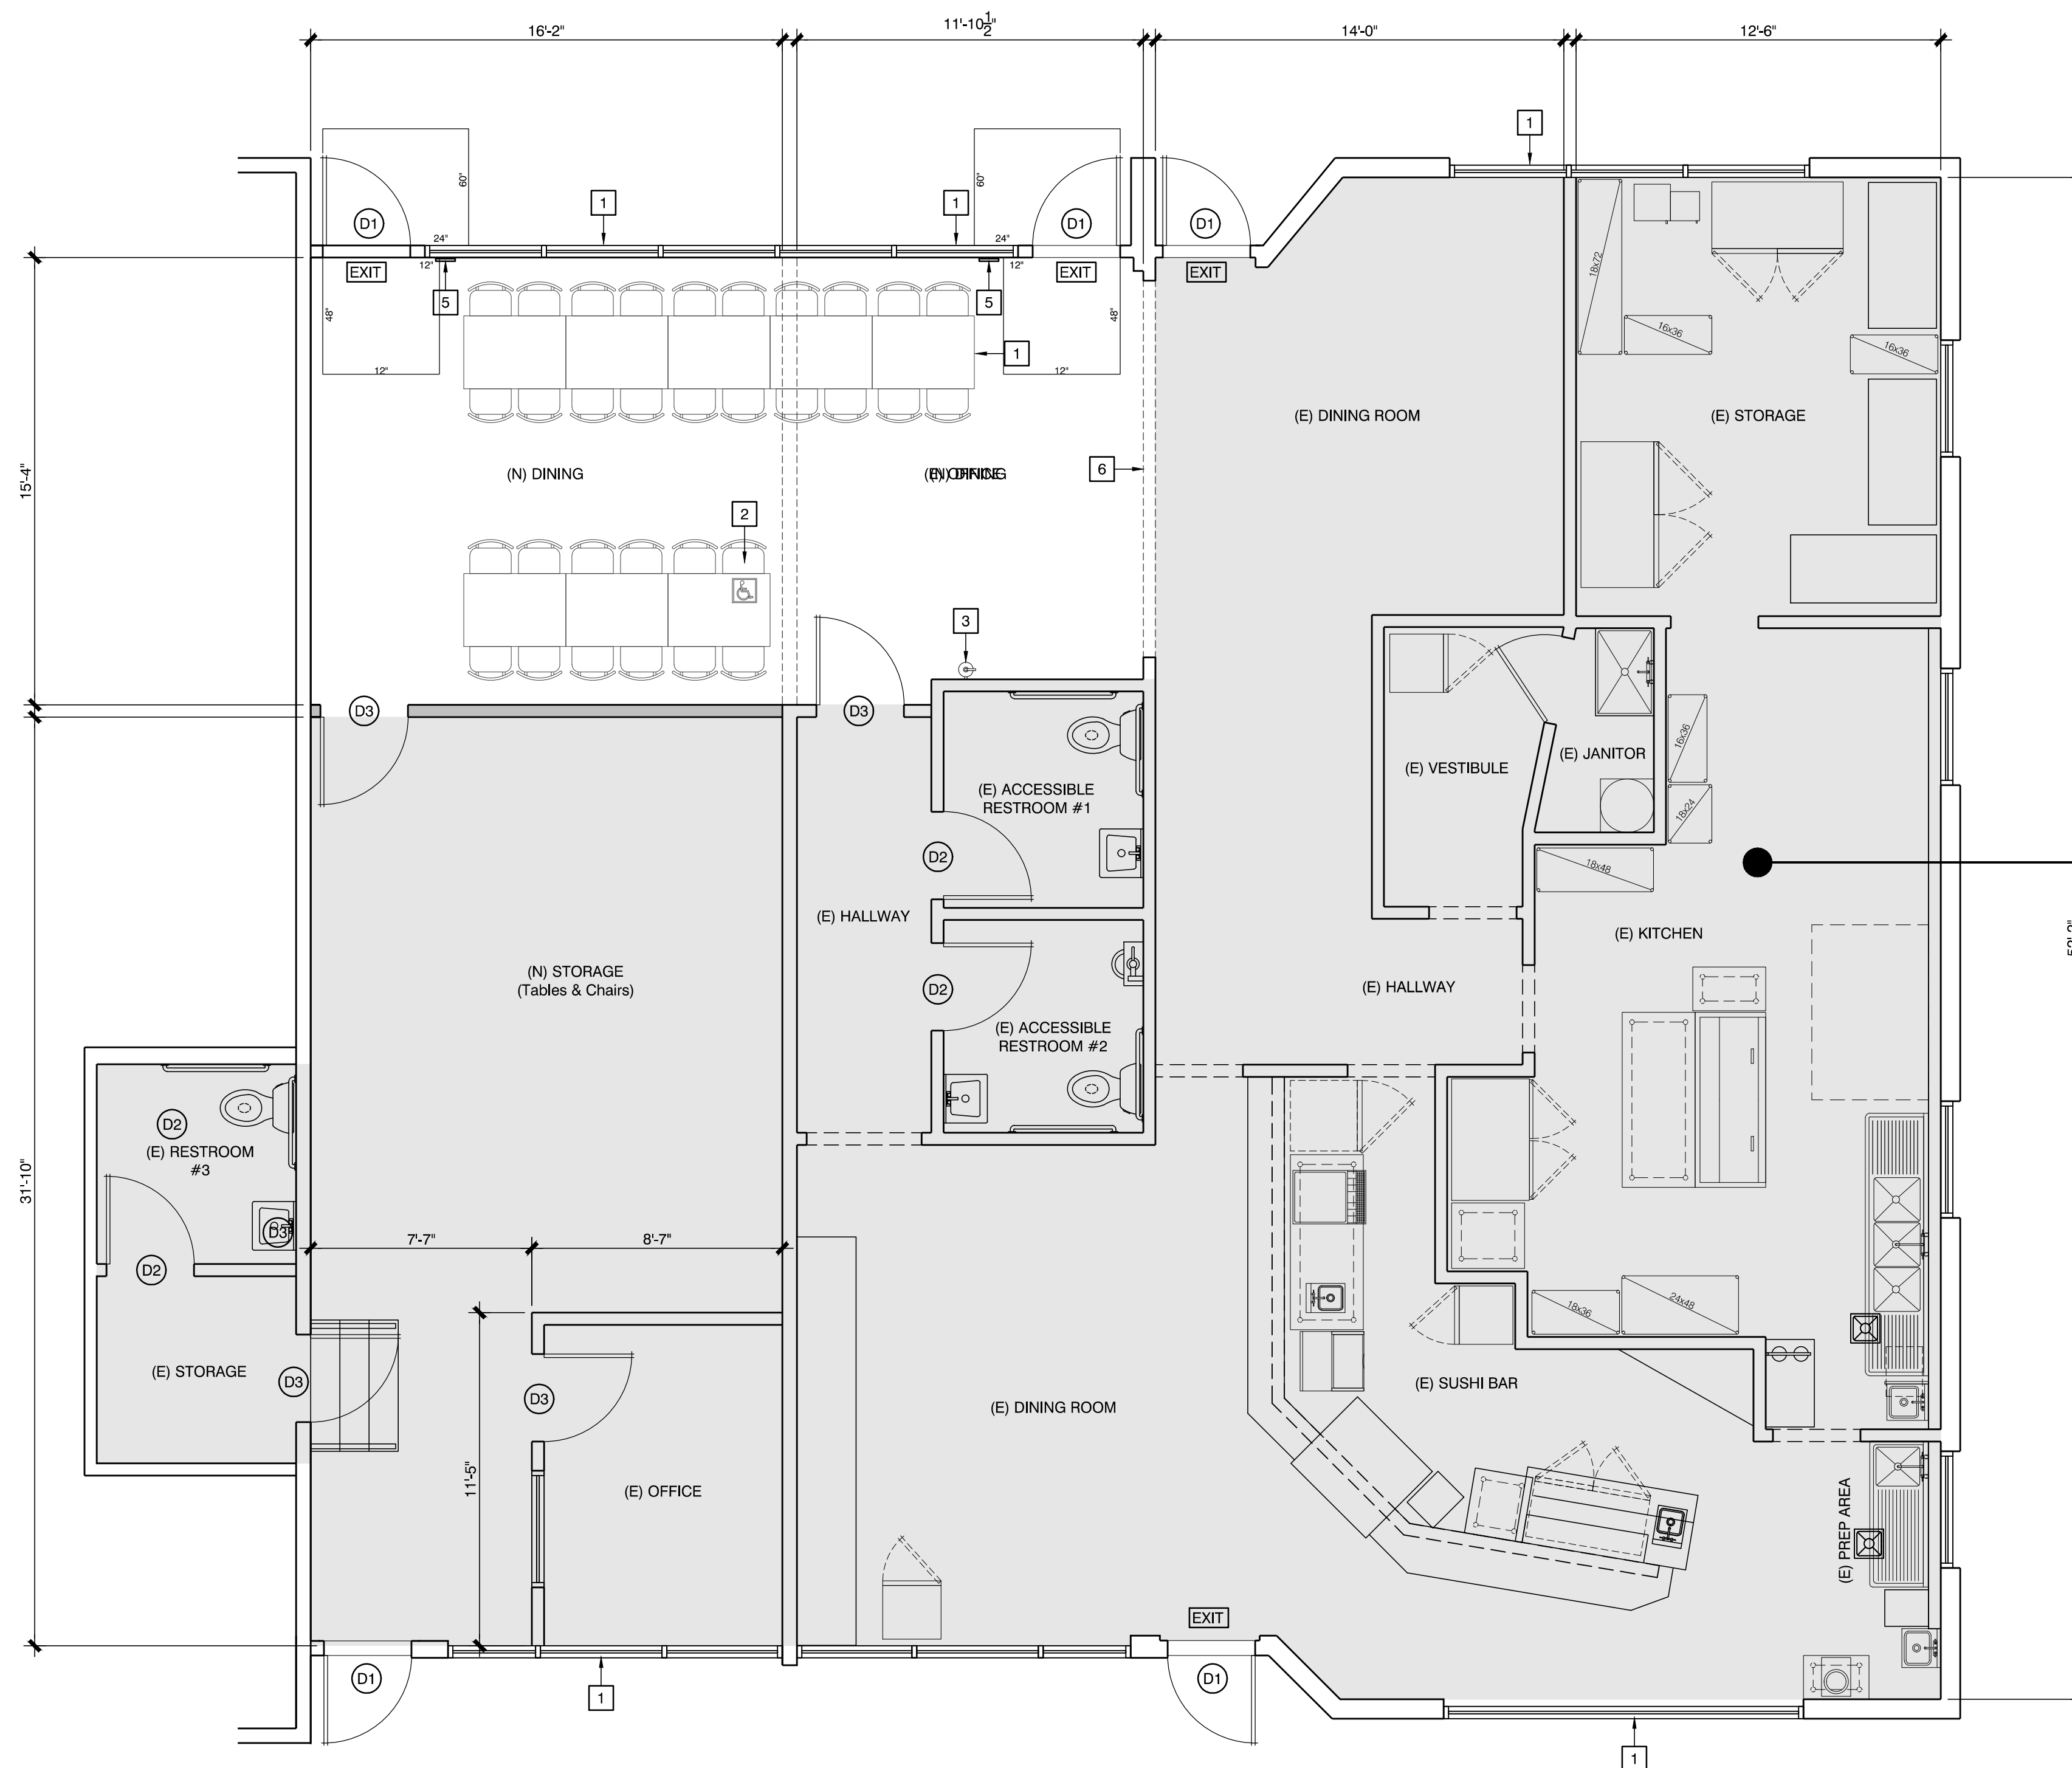 16'-2"
11'-10 1/2"
14'-0"
12'-6"
1
D1
60"
1
1
60"
D1
D1
24"
24"
EXIT
12"
12"
EXIT
EXIT
5
5
18x72
48"
48"
16x36
16x36
1
12"
12"
(E) DINING ROOM
(E) STORAGE
15'-4"
(N) DINING
6
2
3
D3
D3
16x36
(E) JANITOR
(E) VESTIBULE
(E) ACCESSIBLE
RESTROOM #1
18x24
D2
18x48
(E) HALLWAY
(E) KITCHEN
(N) STORAGE
(Tables & Chairs)
D2
(E) HALLWAY
(E) ACCESSIBLE
RESTROOM #2
D2
(E) RESTROOM
#3
31'-10"
D3
7'-7"
8'-7"
D2
18x36
24x48
(E) STORAGE
D3
D3
(E) SUSHI BAR
(E) DINING ROOM
11'-5"
(E) OFFICE
(E) PREP AREA
EXIT
D1
D1
1
1